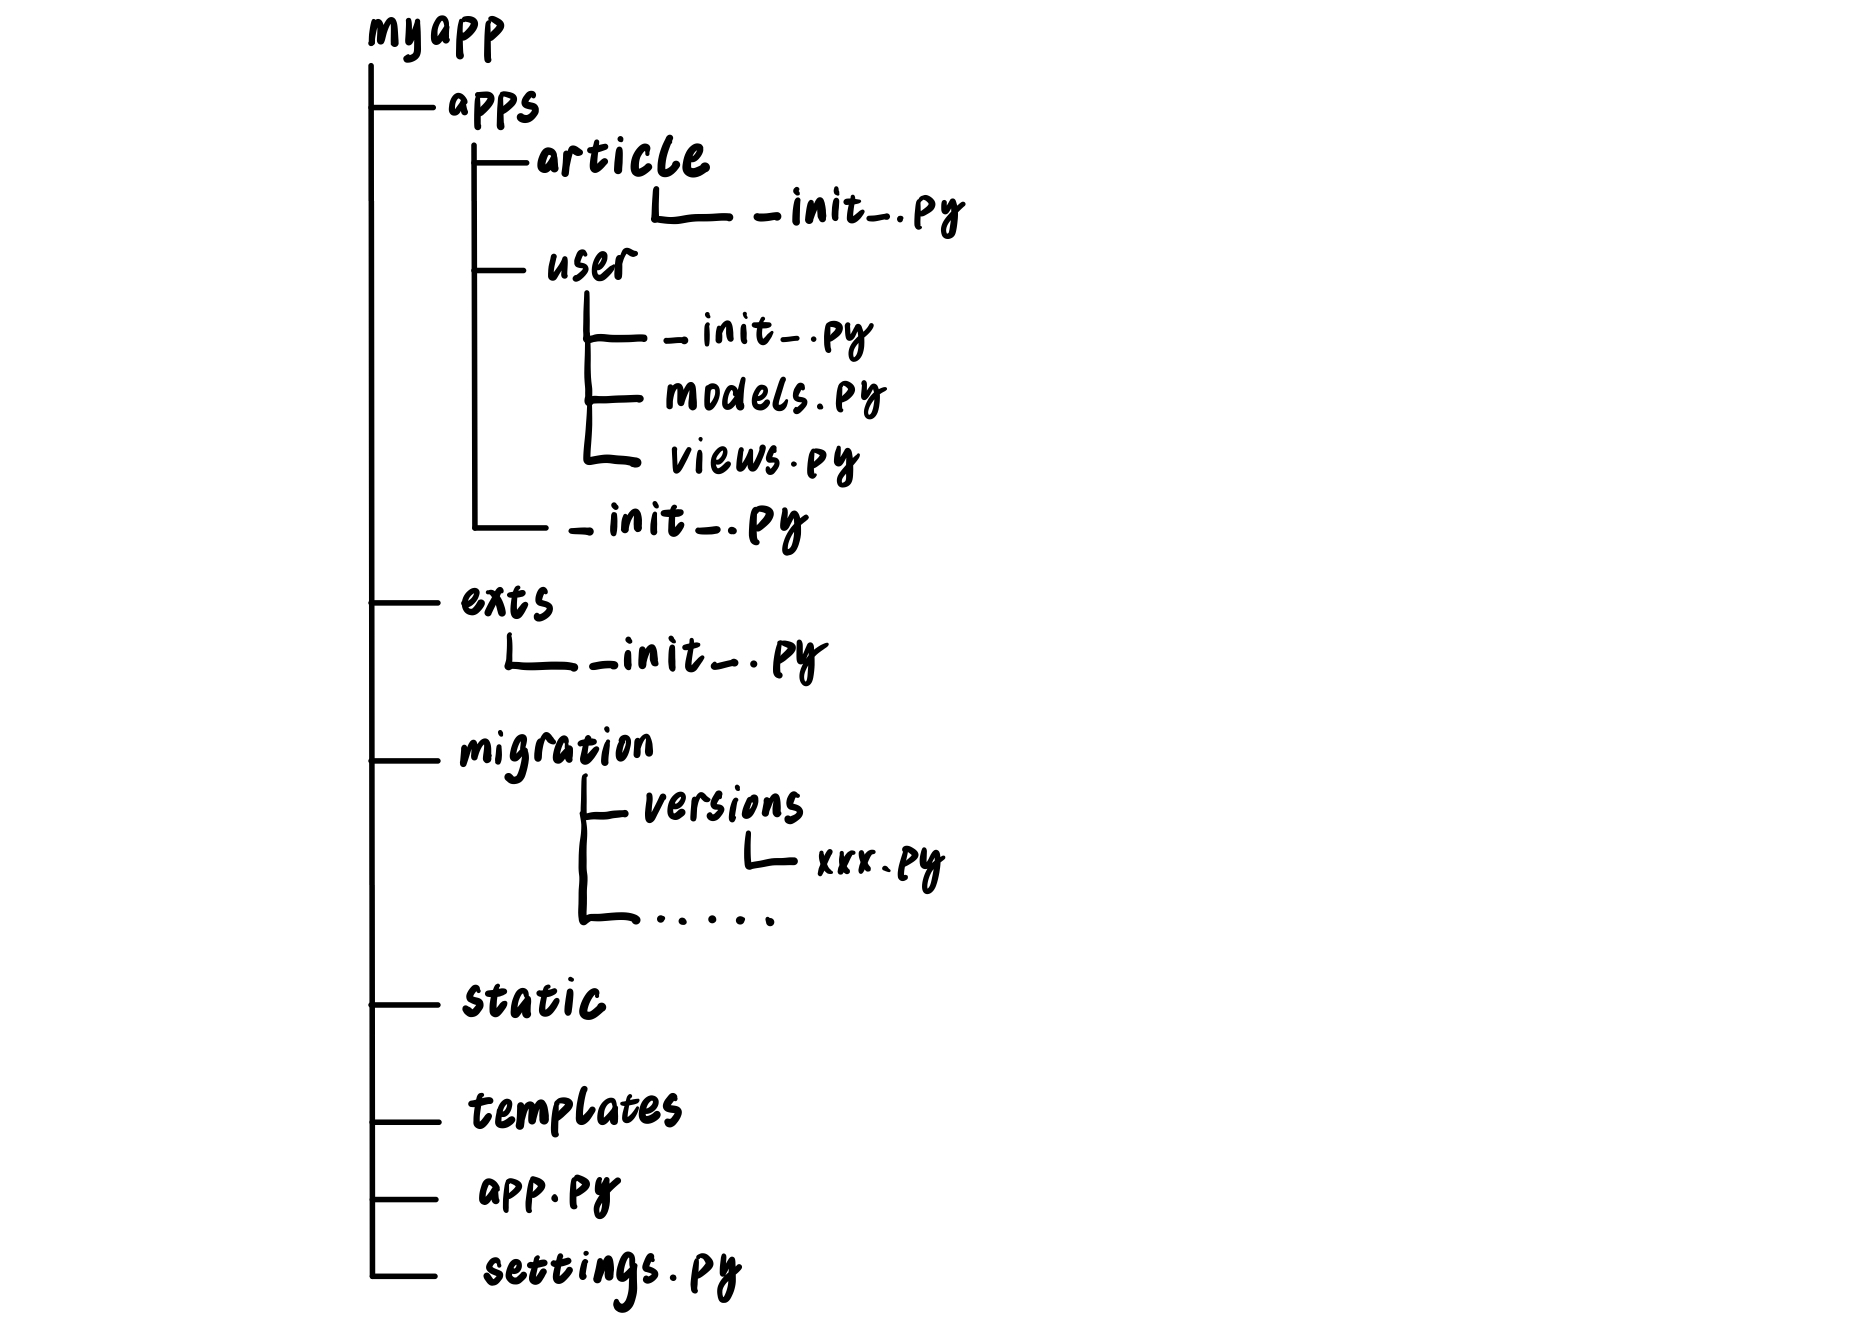 myapp
apps
article
_init_.py
user
_init_.py
models.py
views.py
_init_.py
exts
_init_.py
migration
versions
xxx.py
.....
static
templates
app.py
settings.py